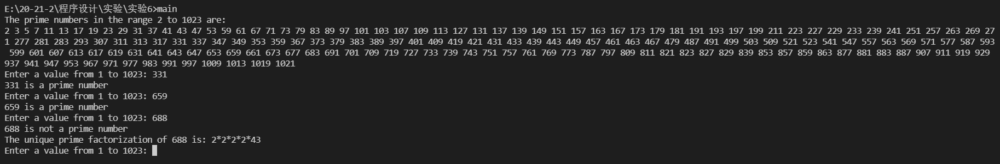 E:\20-21-2\程序设计\实验\实验6>main
The prime numbers in the range 2 to 1023 are:
2 3 5 7 11 13 17 19 23 29 31 37 41 43 47 53 59 61 67 71 73 79 83 89 97 101 103 107 109 113 127 131 137 139 149 151 157 163 167 173 179 181 191 193 197 199 211 223 227 229 233 239 241 251 257 263 269 27
1 277 281 283 293 307 311 313 317 331 337 347 349 353 359 367 373 379 383 389 397 401 409 419 421 431 433 439 443 449 457 461 463 467 479 487 491 499 503 509 521 523 541 547 557 563 569 571 577 587 593
599 601 607 613 617 619 631 641 643 647 653 659 661 673 677 683 691 701 709 719 727 733 739 743 751 757 761 769 773 787 797 809 811 821 823 827 829 839 853 857 859 863 877 881 883 887 907 911 919 929
937 941 947 953 967 971 977 983 991 997 1009 1013 1019 1021
Enter a value from 1 to 1023: 331
331 is a prime number
Enter a value from 1 to 1023: 659
659 is a prime number
Enter a value from 1 to 1023: 688
688 is not a prime number
The unique prime factorization of 688 is: 2*2*2*2*43
Enter a value from 1 to 1023: